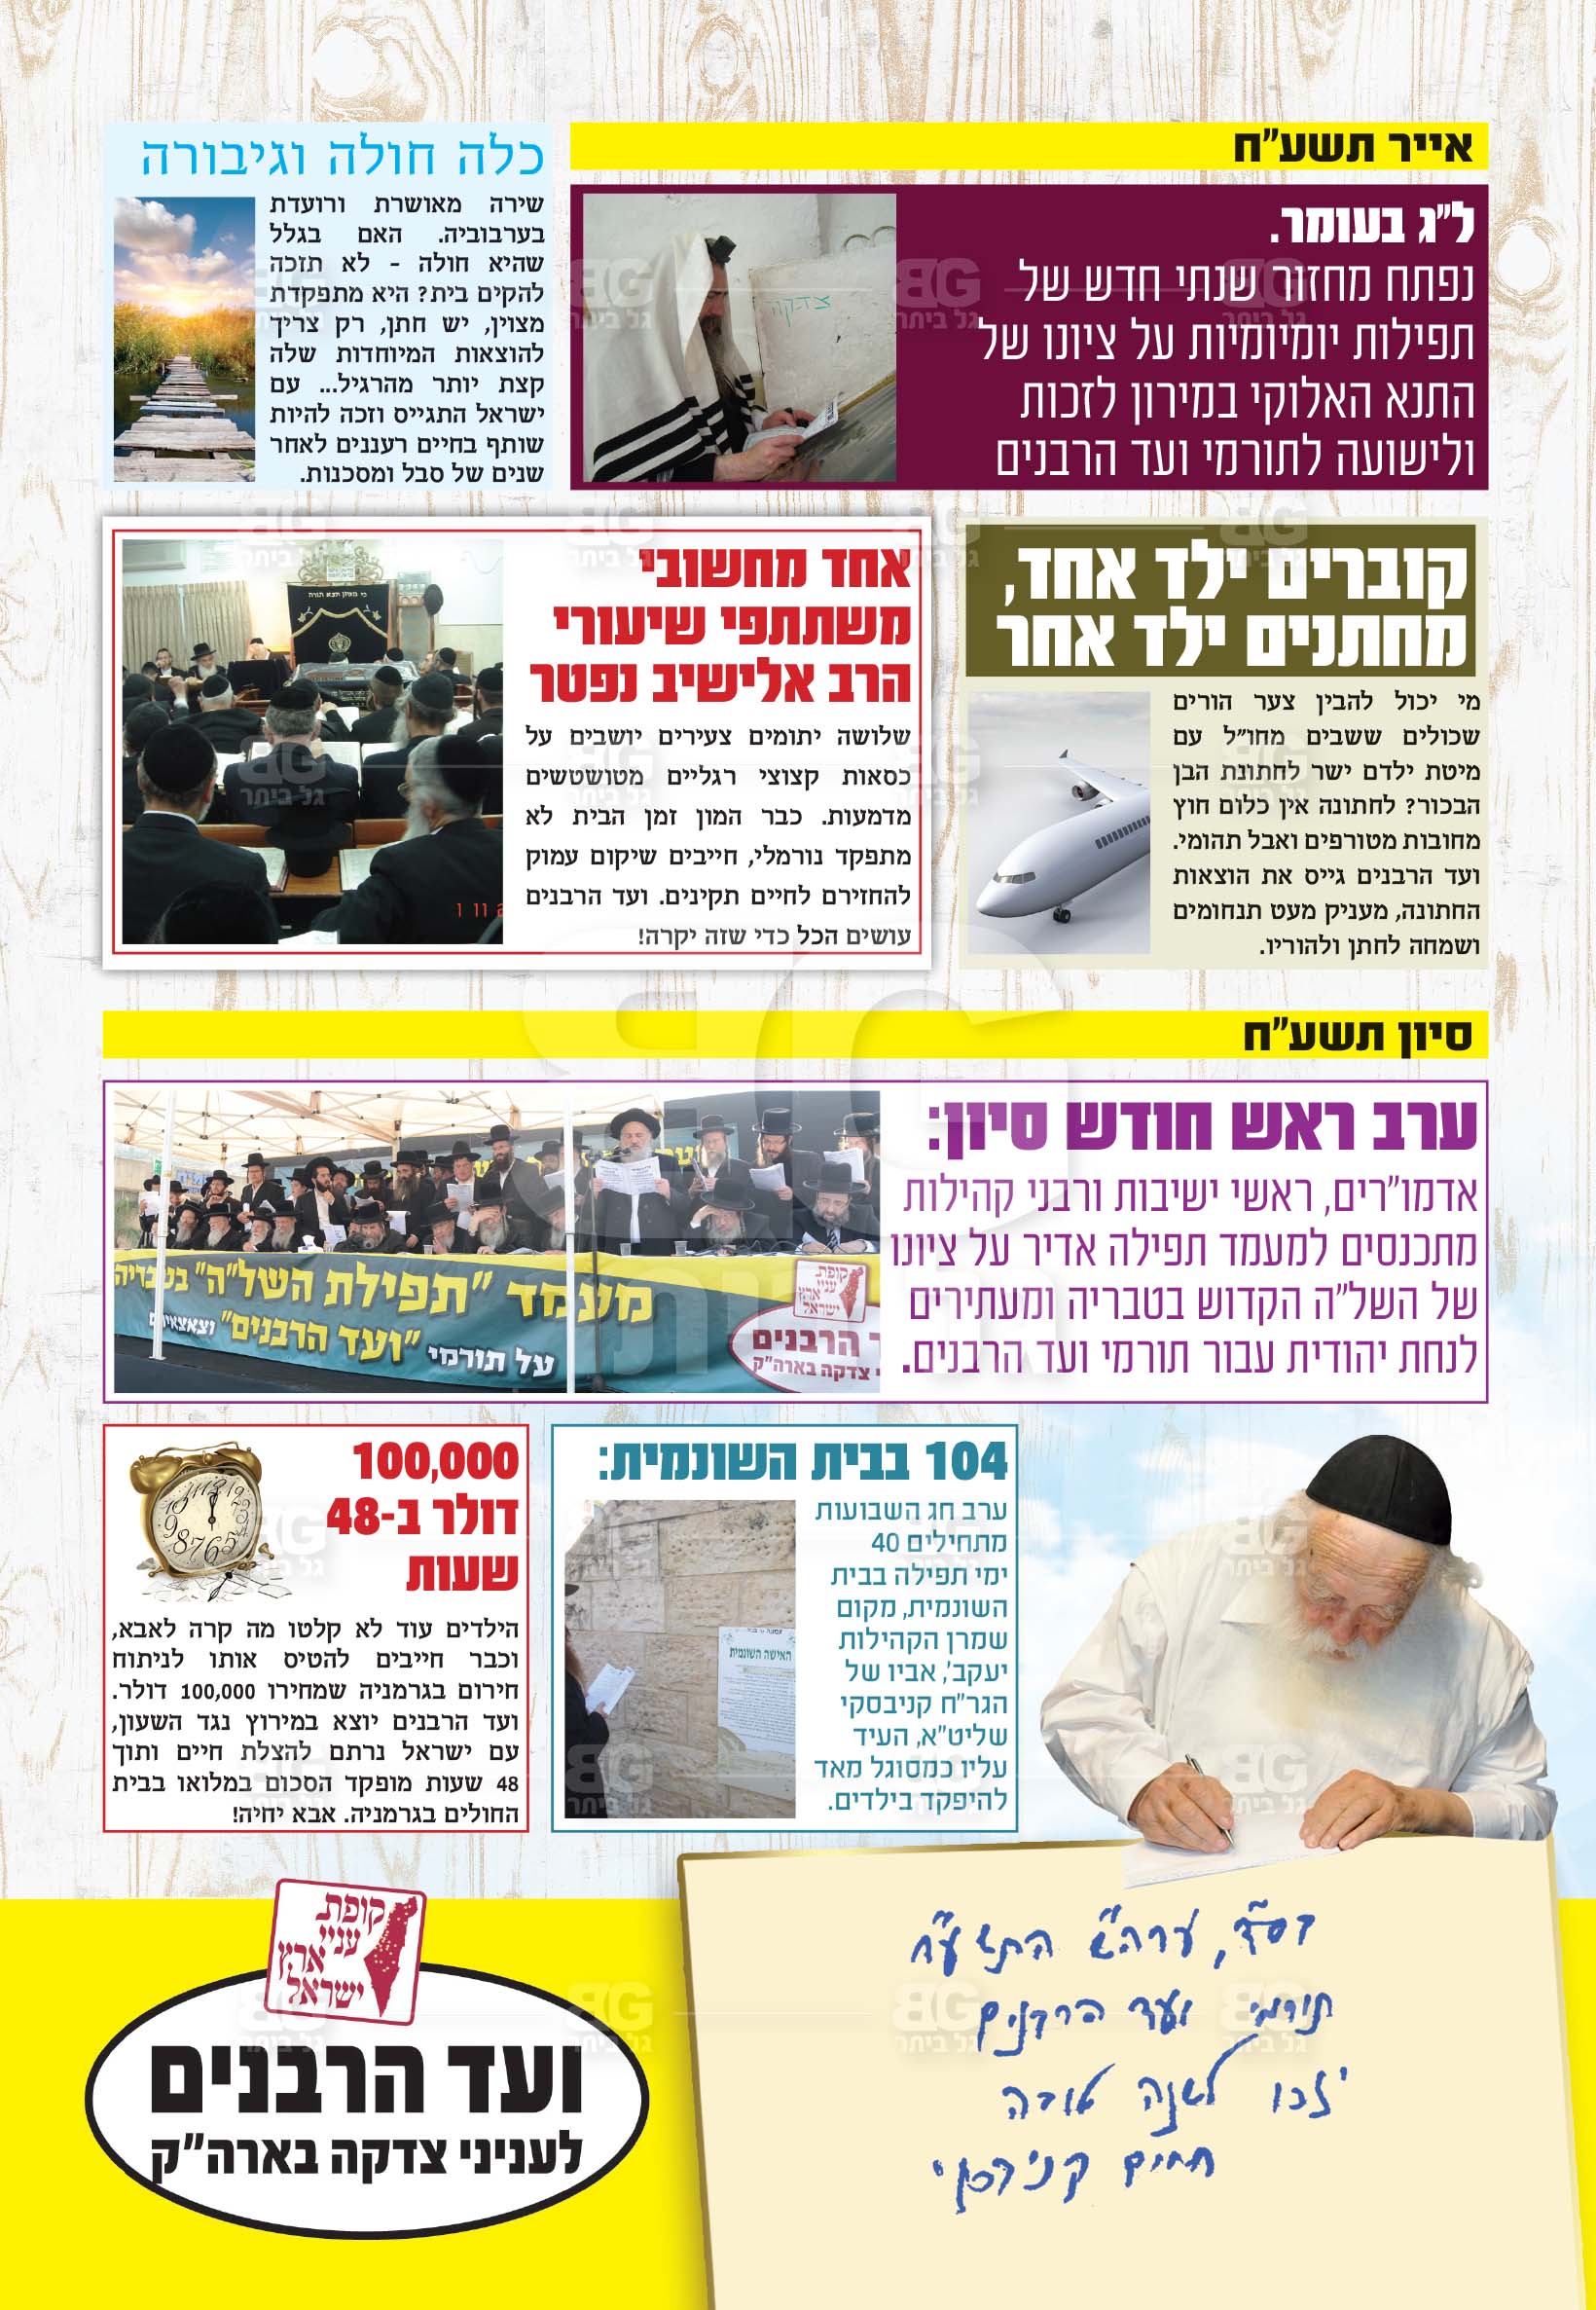 אייר תשע"ח
ל"ג בעומר.
נפתח מחזור שנתי חדש של
תפילות יומיומיות על ציונו של
התנא האלוקי במירון לזכות
ולישועה לתורמי ועד הרבנים
צדקה
כלה חולה וגיבורה
שירה מאושרת ורועדת
בערבוביה. האם בגלל
שהיא חולה - לא תזכה
להקים בית? היא מתפקדת
מצוין, יש חתן, רק צריך
להוצאות המיוחדות שלה
קצת יותר מהרגיל... עם
ישראל התגייס וזכה להיות
שותף בחיים רעננים לאחר
שנים של סבל ומסכנות.
קוברים ילד אחד,
מחתנים ילד אחר
מי יכול להבין צער הורים
שכולים ששבים מחו"ל עם
מיטת ילדם ישר לחתונת הבן
הבכור? לחתונה אין כלום חוץ
מחובות מטורפים ואבל תהומי.
ועד הרבנים גייס את הוצאות
החתונה, מעניק מעט תנחומים
ושמחה לחתן ולהוריו.
אחד מחשובי
משתתפי שיעורי
הרב אלישיב נפטר
שלושה יתומים צעירים יושבים על
כסאות קצוצי רגליים מטושטשים
מדמעות. כבר המון זמן הבית לא
מתפקד נורמלי, חייבים שיקום עמוק
להחזירם לחיים תקינים. ועד הרבנים
עושים הכל כדי שזה יקרה!
כי מציון תצא תורה
סיון תשע"ח
ערב ראש חודש סיון:
אדמו"רים, ראשי ישיבות ורבני קהילות
מתכנסים למעמד תפילה אדיר על ציונו
של השל"ה הקדוש בטבריה ומעתירים
לנחת יהודית עבור תורמי ועד הרבנים.
מעמד "תפילת השל"ה" בטבריה
על תורמי "ועד הרבנים" וצאצאיהם
קופת
עניי
ארץ
ישראל
הרבנים
צדקה בארה"ק
104 בבית השונמית:
ערב חג השבועות
מתחילים 40
ימי תפילה בבית
השונמית, מקום
שמרן הקהילות
יעקב', אביו של
הגר"ח קניבסקי
שליט"א, העיד
עליו כמסוגל מאד
להיפקד בילדים.
האישה השונמית
100,000
דולר ב-48
שעות
הילדים עוד לא קלטו מה קרה לאבא,
וכבר חייבים להטיס אותו לניתוח
חירום בגרמניה שמחירו 100,000 דולר.
ועד הרבנים יוצא במירוץ נגד השעון,
עם ישראל נרתם להצלת חיים ותוך
48 שעות מופקד הסכום במלואו בבית
החולים בגרמניה. אבא יחיה!
בס"ד, ערה"ש התשע"ח
תורמי ועד הרבנים
יזכו לשנה טובה
חיים קניבסקי
קופת
עניי
ארץ
ישראל
ועד הרבנים
לעניני צדקה בארה"ק
BG
גל ביתר